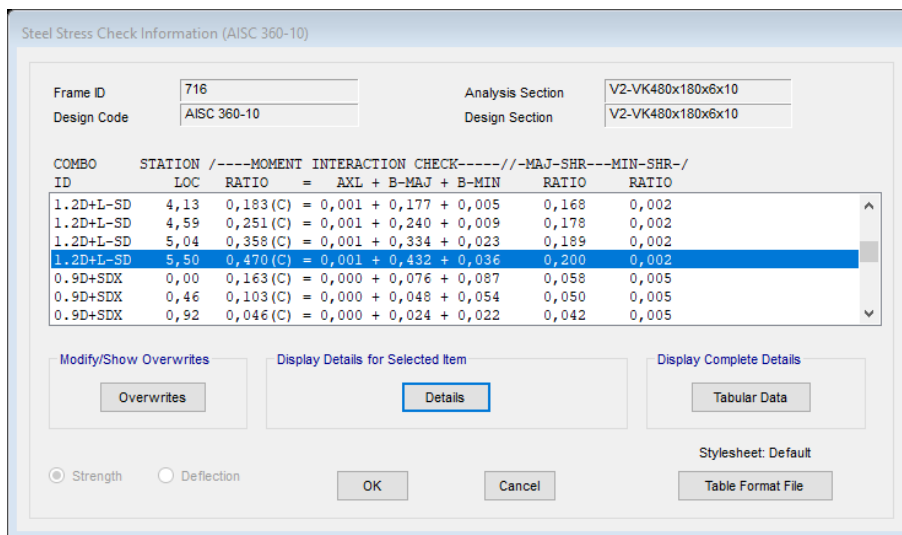 Steel Stress Check Information (AISC 360-10)
Frame ID 716 Analysis Section V2-VK480x180x6x10
Design Code AISC 360-10 Design Section V2-VK480x180x6x10
COMBO STATION /----MOMENT INTERACTION CHECK-----//-MAJ-SHR---MIN-SHR-/
ID LOC RATIO = AXL + B-MAJ + B-MIN RATIO RATIO
1.2D+L-SD 4,13 0,183(C) = 0,001 + 0,177 + 0,005 0,168 0,002
1.2D+L-SD 4,59 0,251(C) = 0,001 + 0,240 + 0,009 0,178 0,002
1.2D+L-SD 5,04 0,358(C) = 0,001 + 0,334 + 0,023 0,189 0,002
1.2D+L-SD 5,50 0,470(C) = 0,001 + 0,432 + 0,036 0,200 0,002
0.9D+SDX 0,00 0,163(C) = 0,000 + 0,076 + 0,087 0,058 0,005
0.9D+SDX 0,46 0,103(C) = 0,000 + 0,048 + 0,054 0,050 0,005
0.9D+SDX 0,92 0,046(C) = 0,000 + 0,024 + 0,022 0,042 0,005
Modify/Show Overwrites Display Details for Selected Item Display Complete Details
Overwrites Details Tabular Data
Stylesheet: Default
Strength Deflection OK Cancel Table Format File